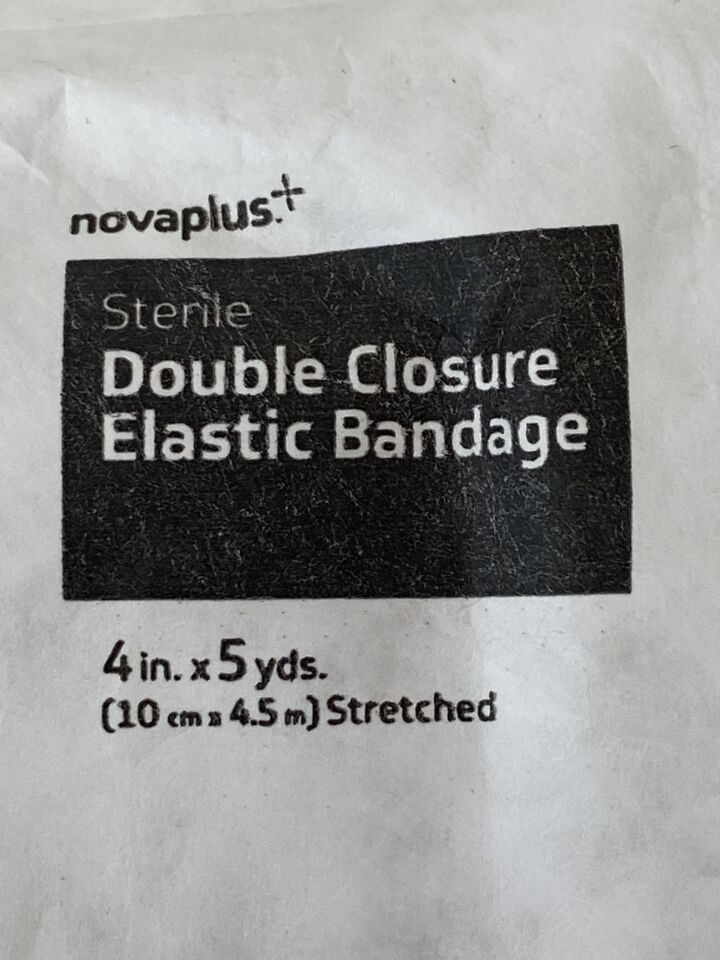 novaplus.+
Sterile
Double Closure
Elastic Bandage
4 in. x 5 yds.
(10 cm x 4.5 m) Stretched